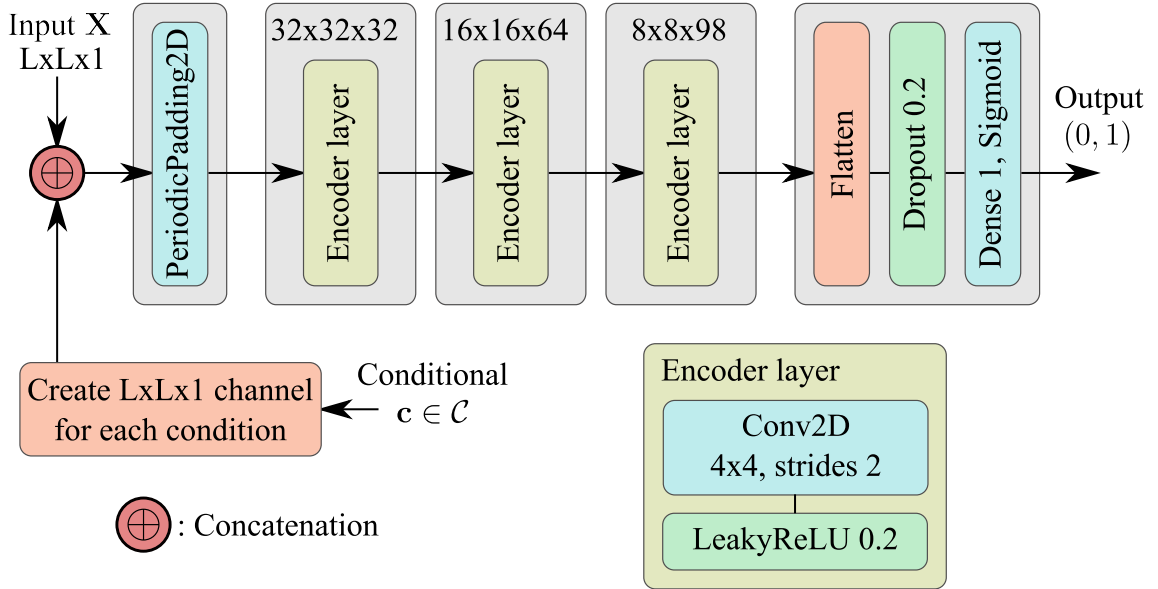 Input X
LxLx1
PeriodicPadding2D
32x32x32
Encoder layer
16x16x64
Encoder layer
8x8x98
Encoder layer
Flatten
Dropout 0.2
Dense 1, Sigmoid
Output
(0, 1)
Create LxLx1 channel
for each condition
Conditional
c ∈ 𝒞
: Concatenation
Encoder layer
Conv2D
4x4, strides 2
LeakyReLU 0.2